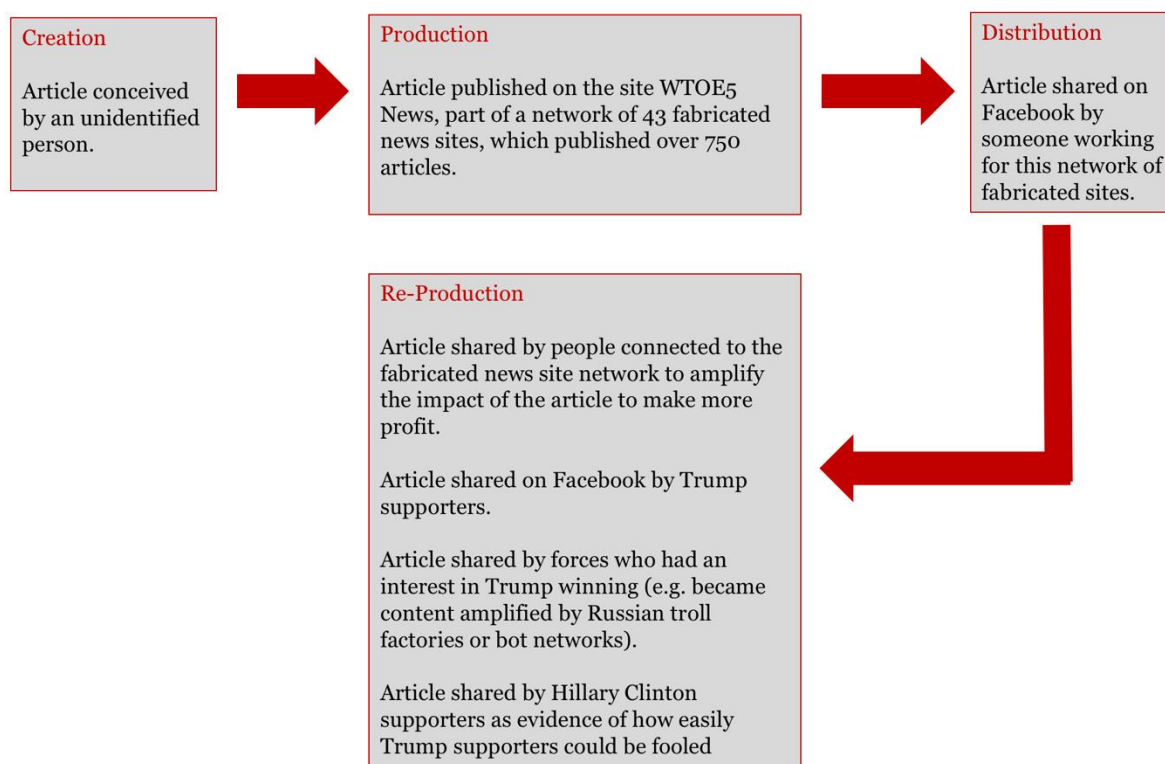 Creation
Article conceived
by an unidentified
person.
Production
Article published on the site WTOE5
News, part of a network of 43 fabricated
news sites, which published over 750
articles.
Distribution
Article shared on
Facebook by
someone working
for this network of
fabricated sites.
Re-Production
Article shared by people connected to the
fabricated news site network to amplify
the impact of the article to make more
profit.
Article shared on Facebook by Trump
supporters.
Article shared by forces who had an
interest in Trump winning (e.g. became
content amplified by Russian troll
factories or bot networks).
Article shared by Hillary Clinton
supporters as evidence of how easily
Trump supporters could be fooled